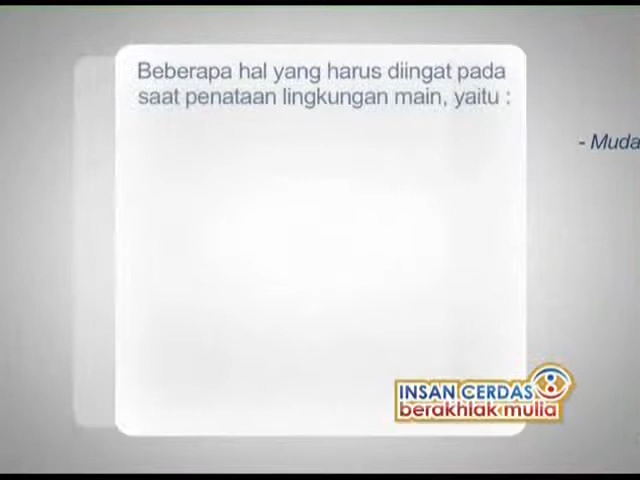 Beberapa hal yang harus diingat pada
saat penataan lingkungan main, yaitu :
- Muda
INSAN CERDAS
berakhlak mulia